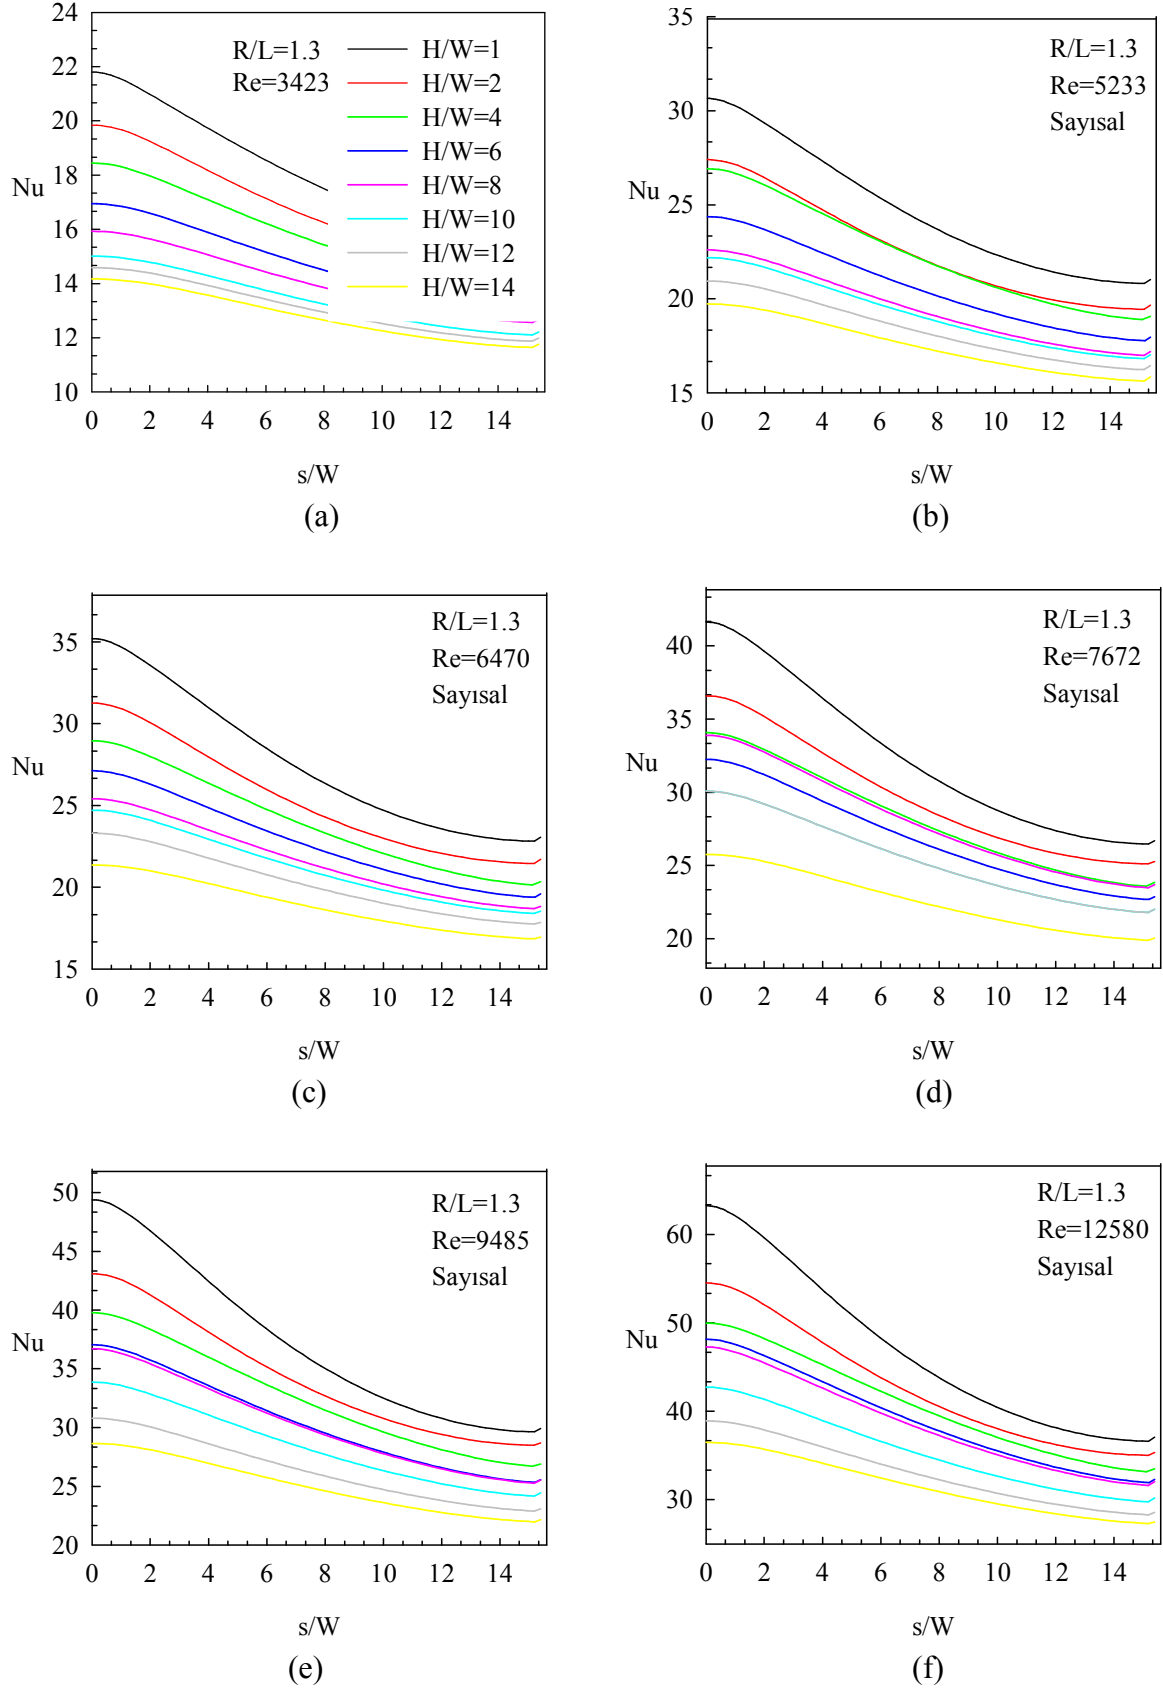 24
22
20
18
16
14
12
10
Nu
R/L=1.3
Re=3423
H/W=1
H/W=2
H/W=4
H/W=6
H/W=8
H/W=10
H/W=12
H/W=14
0 2 4 6 8 10 12 14
s/W
(a)
35
30
25
20
15
Nu
R/L=1.3
Re=5233
Sayısal
0 2 4 6 8 10 12 14
s/W
(b)
35
30
25
20
15
Nu
R/L=1.3
Re=6470
Sayısal
0 2 4 6 8 10 12 14
s/W
(c)
40
35
30
25
20
Nu
R/L=1.3
Re=7672
Sayısal
0 2 4 6 8 10 12 14
s/W
(d)
50
45
40
35
30
25
20
Nu
R/L=1.3
Re=9485
Sayısal
0 2 4 6 8 10 12 14
s/W
(e)
60
50
40
30
Nu
R/L=1.3
Re=12580
Sayısal
0 2 4 6 8 10 12 14
s/W
(f)